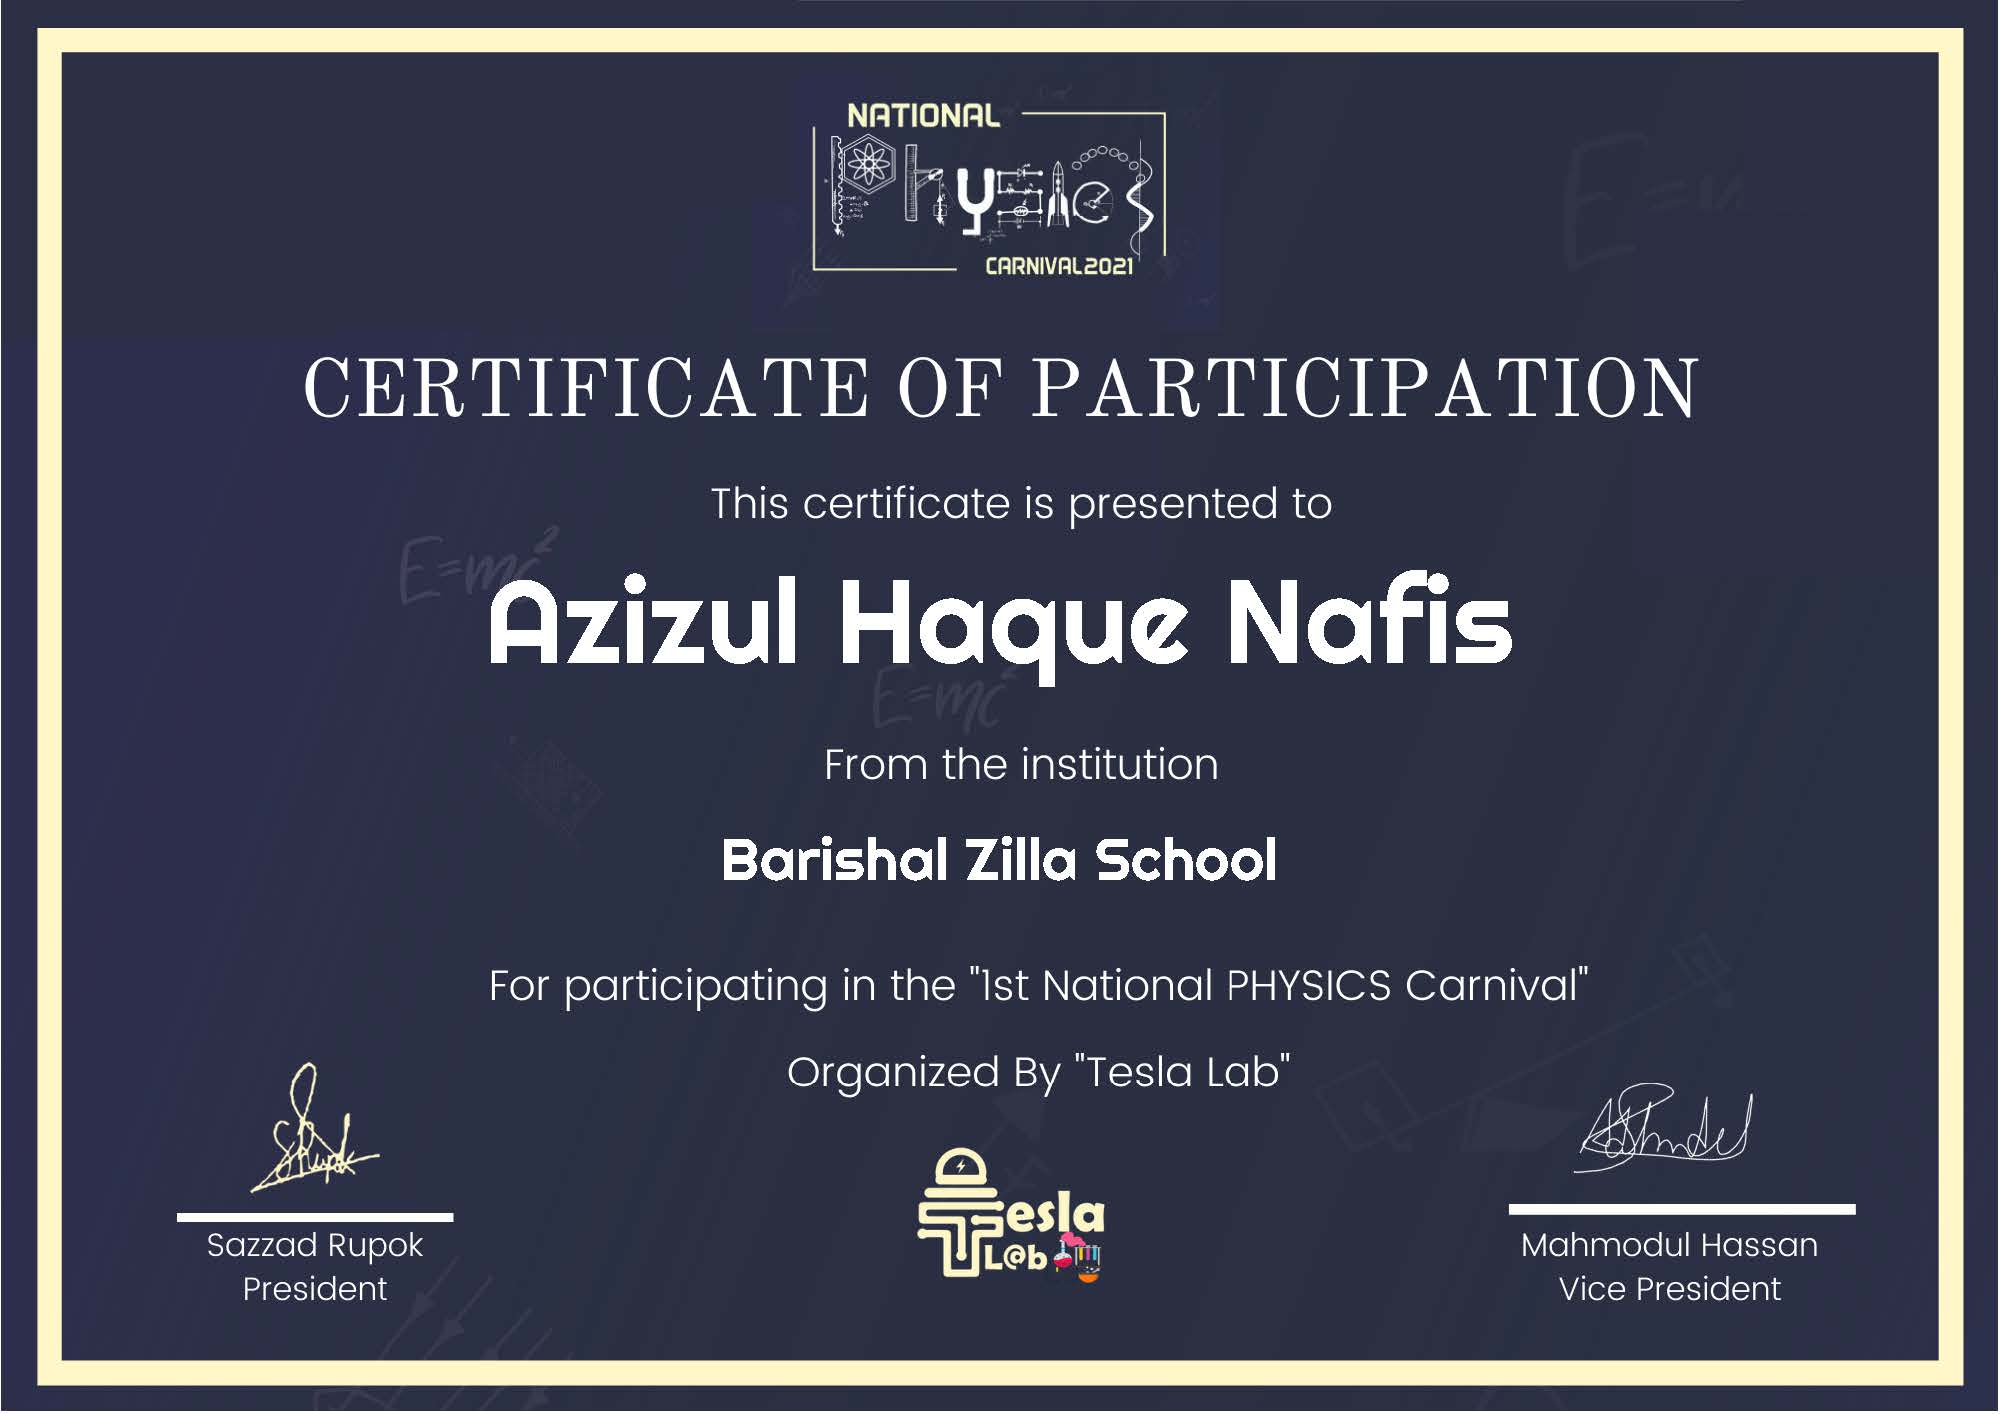 NATIONAL
Physics
CARNIVAL2021
CERTIFICATE OF PARTICIPATION
This certificate is presented to
E=mc²
Azizul Haque Nafis
E=mc²
From the institution
Barishal Zilla School
For participating in the "1st National PHYSICS Carnival"
Organized By "Tesla Lab"
Tesla
L@b
Sazzad Rupok
President
Mahmodul Hassan
Vice President